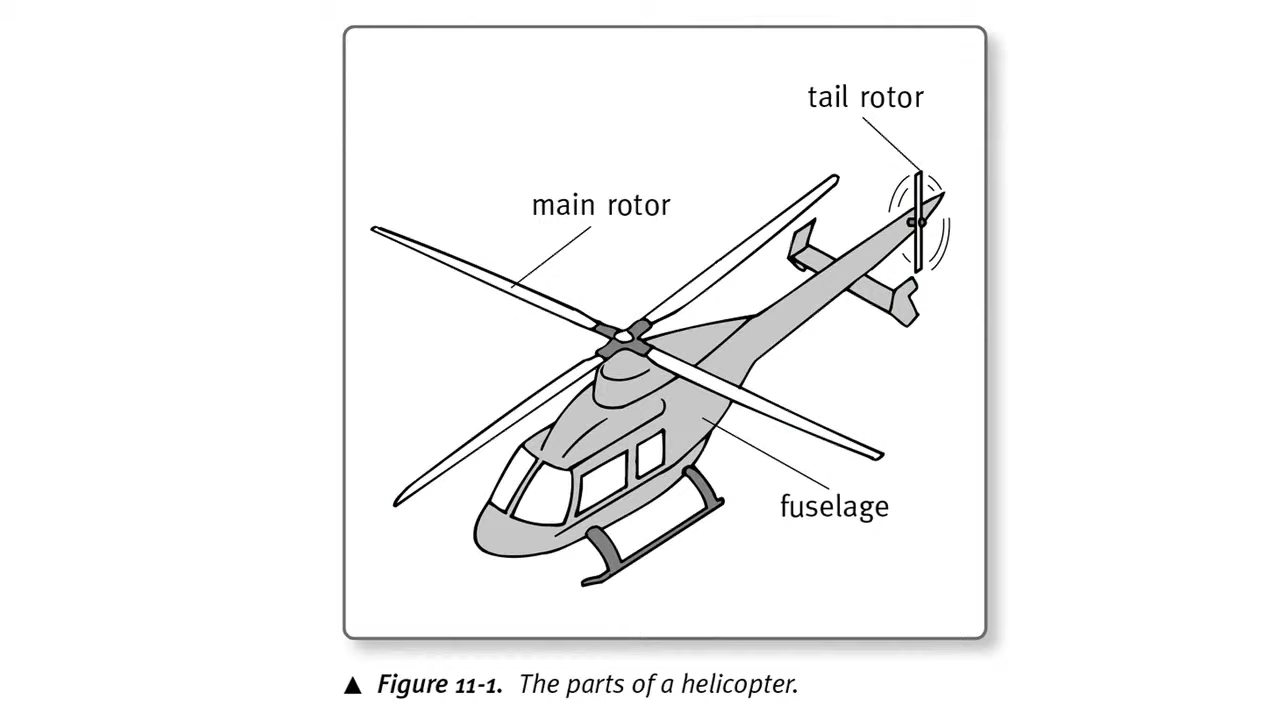 tail rotor
main rotor
fuselage
▲ Figure 11-1. The parts of a helicopter.